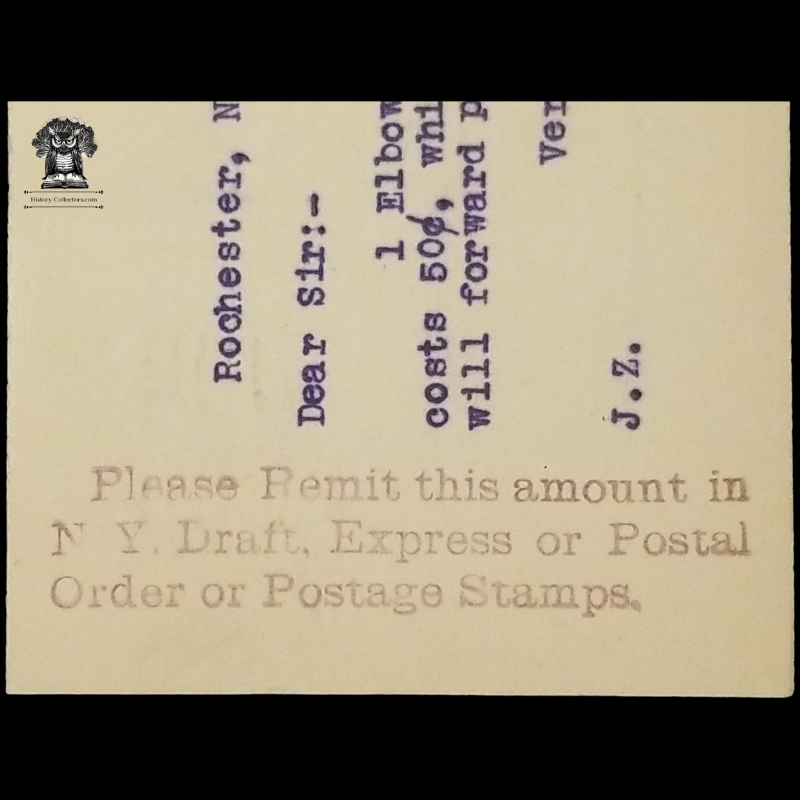 History-Collectors.com
Rochester, N
Dear Sir:-
1 Elbow
costs 50¢, whi
will forward p
Ver
J.Z.
Please Remit this amount in
N Y. Draft, Express or Postal
Order or Postage Stamps.